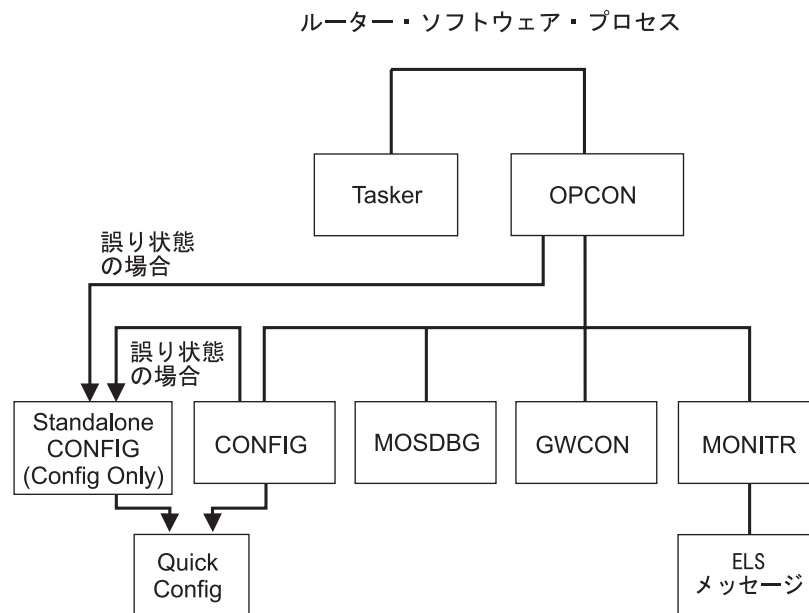 ルーター・ソフトウェア・プロセス
Tasker
OPCON
誤り状態
の場合
誤り状態
の場合
Standalone
CONFIG
(Config Only)
CONFIG
MOSDBG
GWCON
MONITR
Quick
Config
ELS
メッセージ